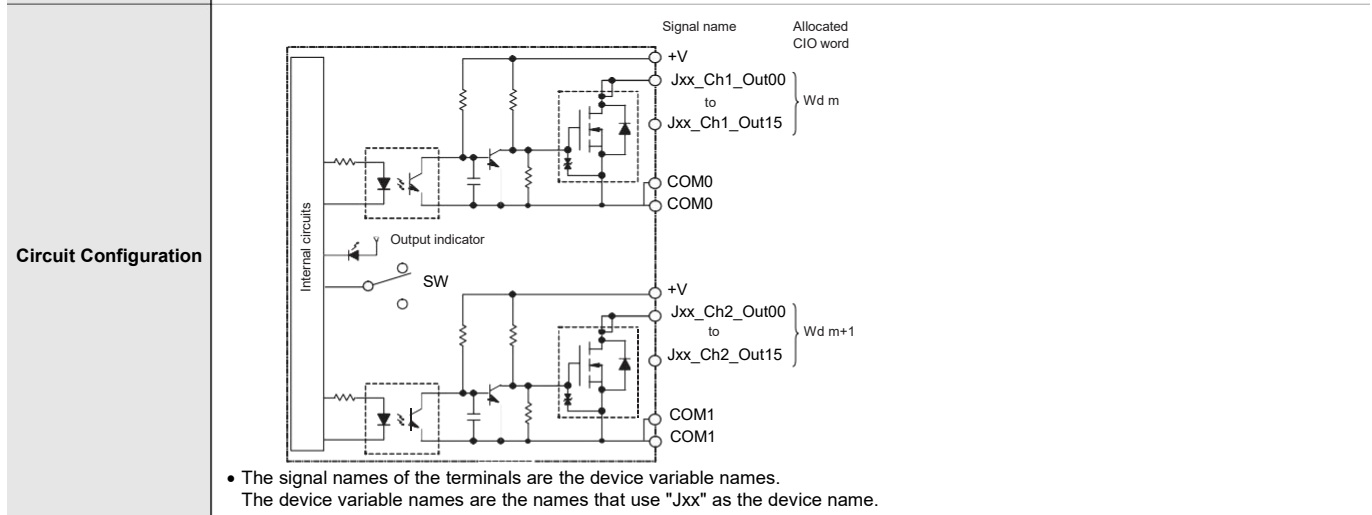 Signal name
Allocated
CIO word
+V
Jxx_Ch1_Out00
to
Wd m
Jxx_Ch1_Out15
COM0
COM0
Circuit Configuration
Internal circuits
Output indicator
SW
+V
Jxx_Ch2_Out00
to
Wd m+1
Jxx_Ch2_Out15
COM1
COM1
• The signal names of the terminals are the device variable names.
The device variable names are the names that use "Jxx" as the device name.